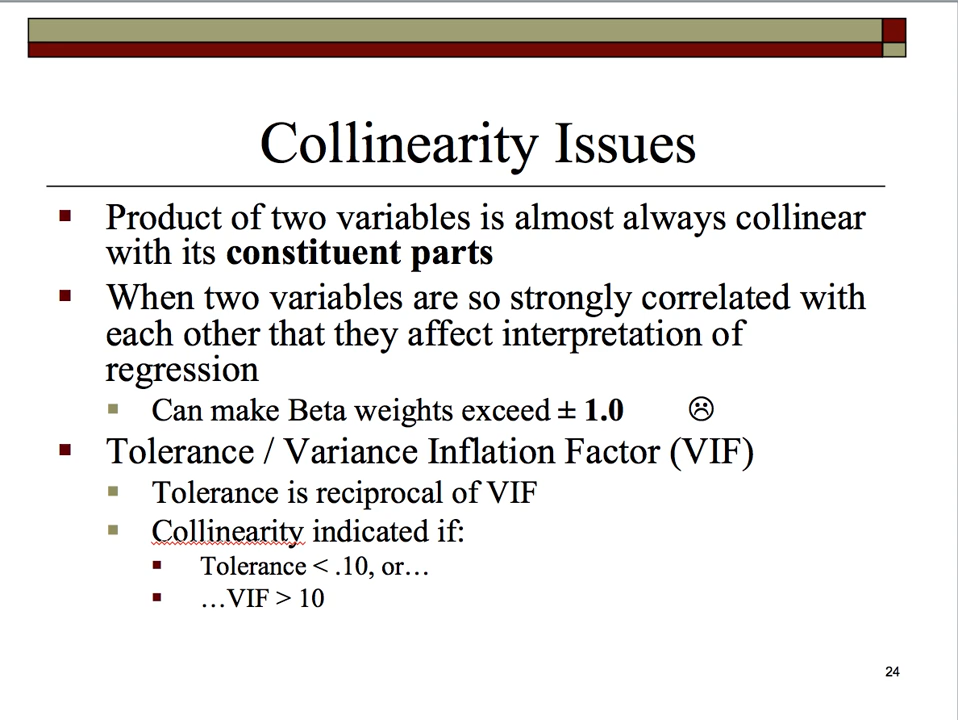 Collinearity Issues
Product of two variables is almost always collinear
with its constituent parts
When two variables are so strongly correlated with
each other that they affect interpretation of
regression
Can make Beta weights exceed ± 1.0 ☹
Tolerance / Variance Inflation Factor (VIF)
Tolerance is reciprocal of VIF
Collinearity indicated if:
Tolerance < .10, or…
…VIF > 10
24